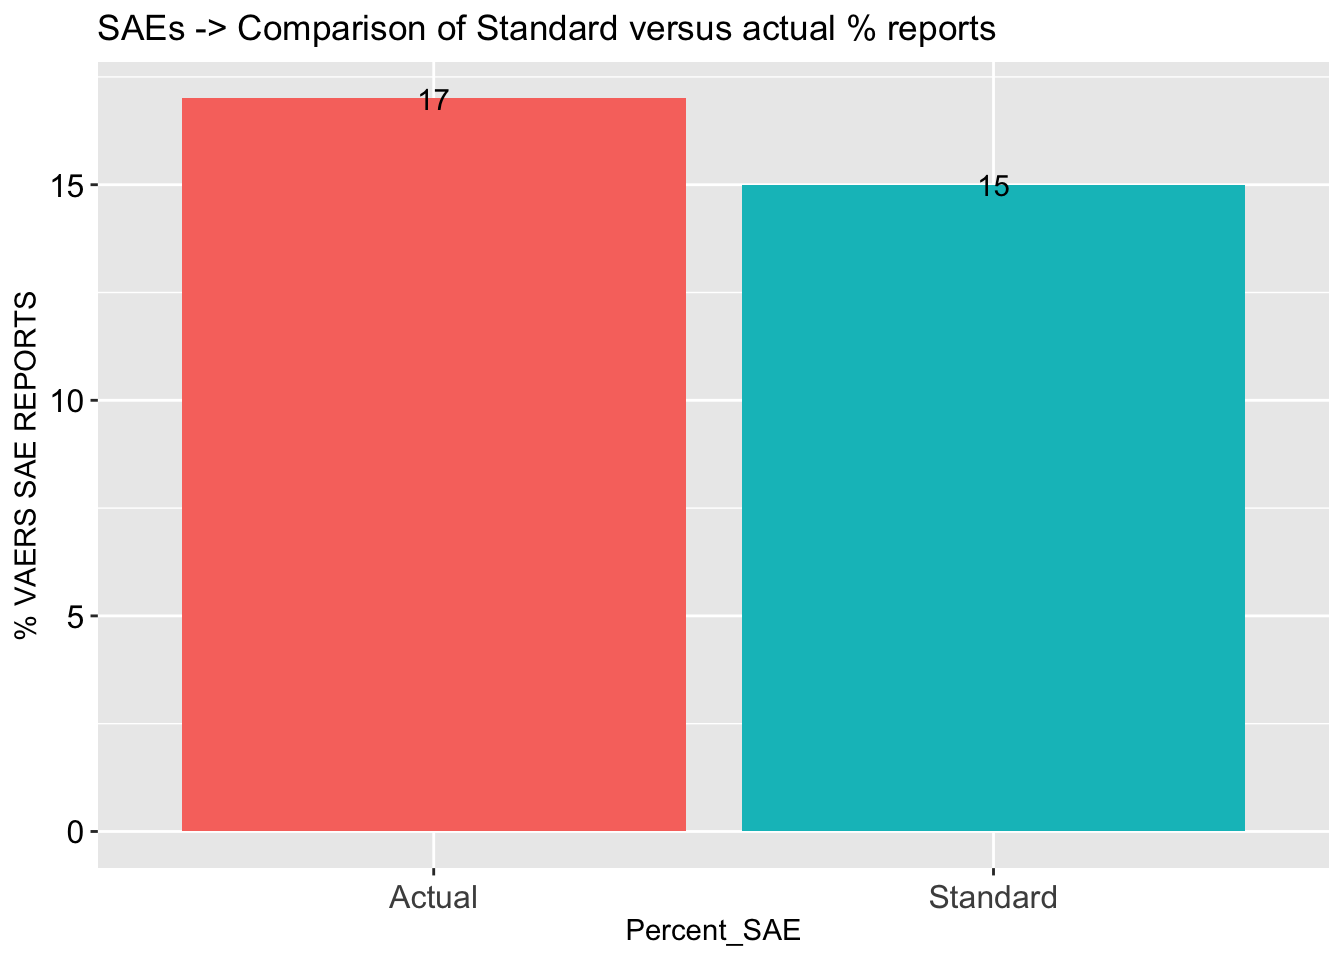 SAEs -> Comparison of Standard versus actual % reports
% VAERS SAE REPORTS
17
15
15
10
5
0
Actual
Standard
Percent_SAE